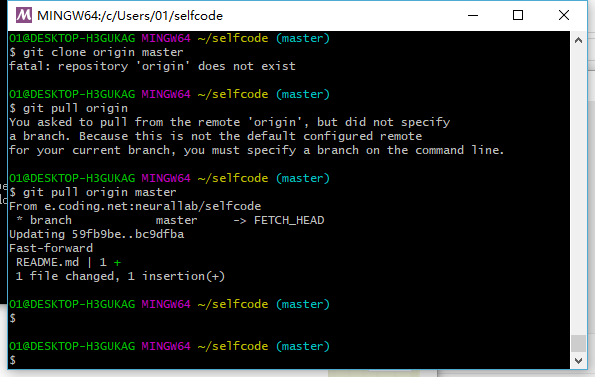 MINGW64:/c/Users/01/selfcode
01@DESKTOP-H3GUKAG MINGW64 ~/selfcode (master)
$ git clone origin master
fatal: repository 'origin' does not exist
01@DESKTOP-H3GUKAG MINGW64 ~/selfcode (master)
$ git pull origin
You asked to pull from the remote 'origin', but did not specify
a branch. Because this is not the default configured remote
for your current branch, you must specify a branch on the command line.
01@DESKTOP-H3GUKAG MINGW64 ~/selfcode (master)
$ git pull origin master
From e.coding.net:neurallab/selfcode
 * branch            master     -> FETCH_HEAD
Updating 59fb9be..bc9dfba
Fast-forward
 README.md | 1 +
 1 file changed, 1 insertion(+)
01@DESKTOP-H3GUKAG MINGW64 ~/selfcode (master)
$
01@DESKTOP-H3GUKAG MINGW64 ~/selfcode (master)
$